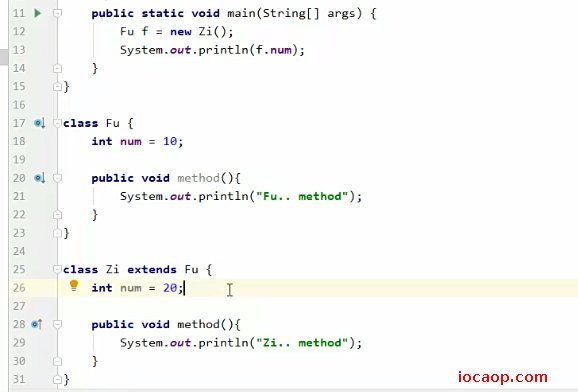 11 public static void main(String[] args) {
12 Fu f = new Zi();
13 System.out.println(f.num);
14 }
15 }
16
17 class Fu {
18 int num = 10;
19
20 public void method(){
21 System.out.println("Fu.. method");
22 }
23 }
24
25 class Zi extends Fu {
26 int num = 20;
27
28 public void method(){
29 System.out.println("Zi.. method");
30 }
31 }
iocaop.com